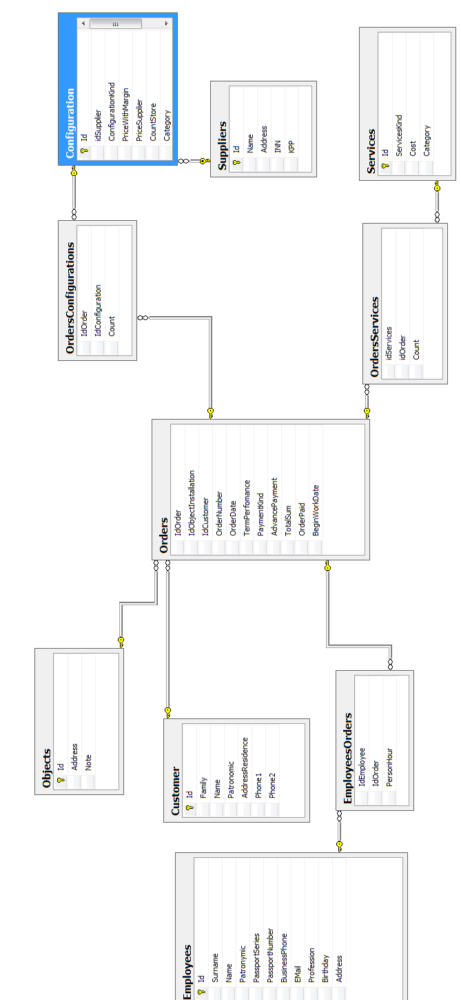 Configuration
Id
idSupplier
ConfigurationKind
PriceWithMargin
PriceSupplier
CountStore
Category
Suppliers
Id
Name
Address
INN
KPP
Services
Id
ServicesKind
Cost
Category
OrdersConfigurations
IdOrder
IdConfiguration
Count
OrdersServices
idServices
idOrder
Count
Orders
IdOrder
IdObjectInstallation
IdCustomer
OrderNumber
OrderDate
TermPerfomance
PaymentKind
AdvancePayment
TotalSum
OrderPaid
BeginWorkDate
Objects
Id
Address
Note
Customer
Id
Family
Name
Patronomic
AddressResidence
Phone1
Phone2
EmployeesOrders
IdEmployee
IdOrder
PersonHour
Employees
Id
Surname
Name
Patronymic
PassportSeries
PassportNumber
BusinessPhone
EMail
Profession
Birthday
Address